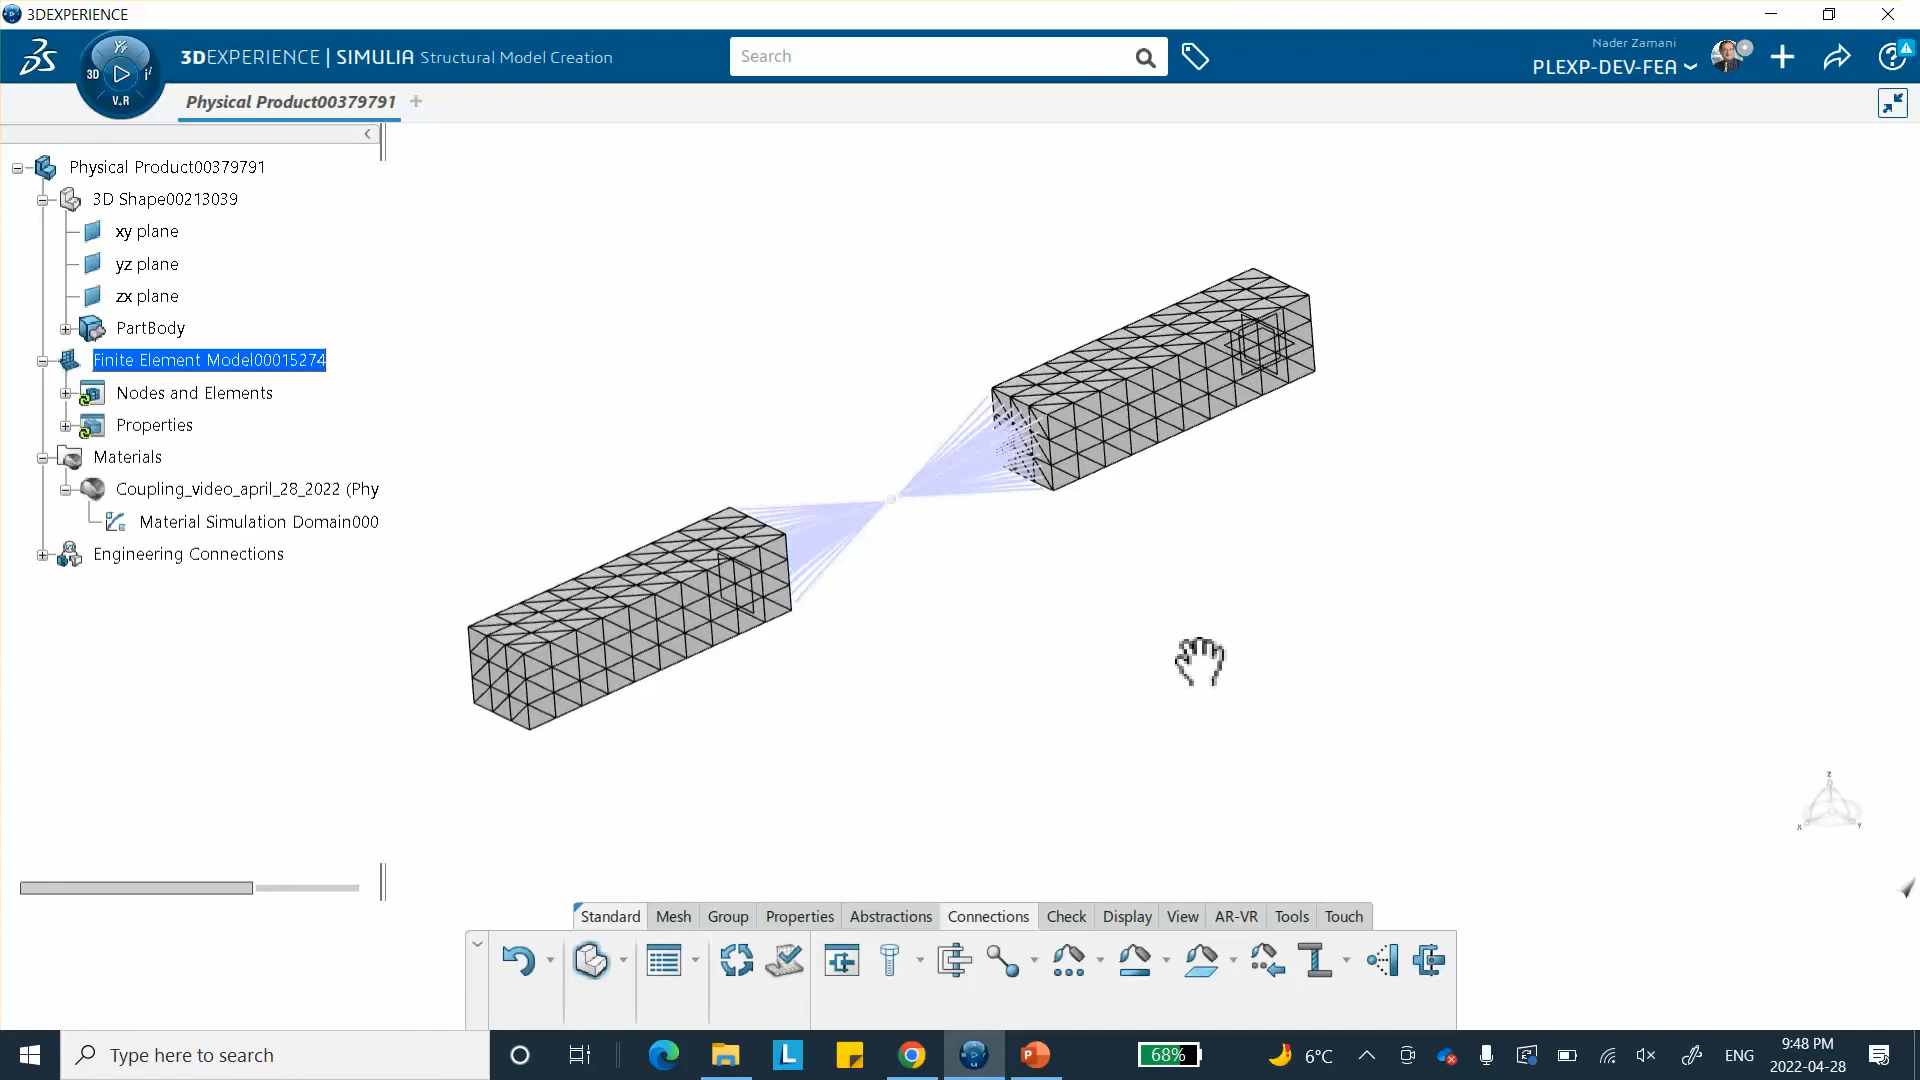 3DEXPERIENCE
3DEXPERIENCE | SIMULIA Structural Model Creation
Search
Nader Zamani
PLEXP-DEV-FEA
3D
V.R
Physical Product00379791
Physical Product00379791
3D Shape00213039
xy plane
yz plane
zx plane
PartBody
Finite Element Model00015274
Nodes and Elements
Properties
Materials
Coupling_video_april_28_2022 (Phy
Material Simulation Domain000
Engineering Connections
z
x
y
Standard Mesh Group Properties Abstractions Connections Check Display View AR-VR Tools Touch
Type here to search
L
P
68%
6°C
ENG
9:48 PM
2022-04-28